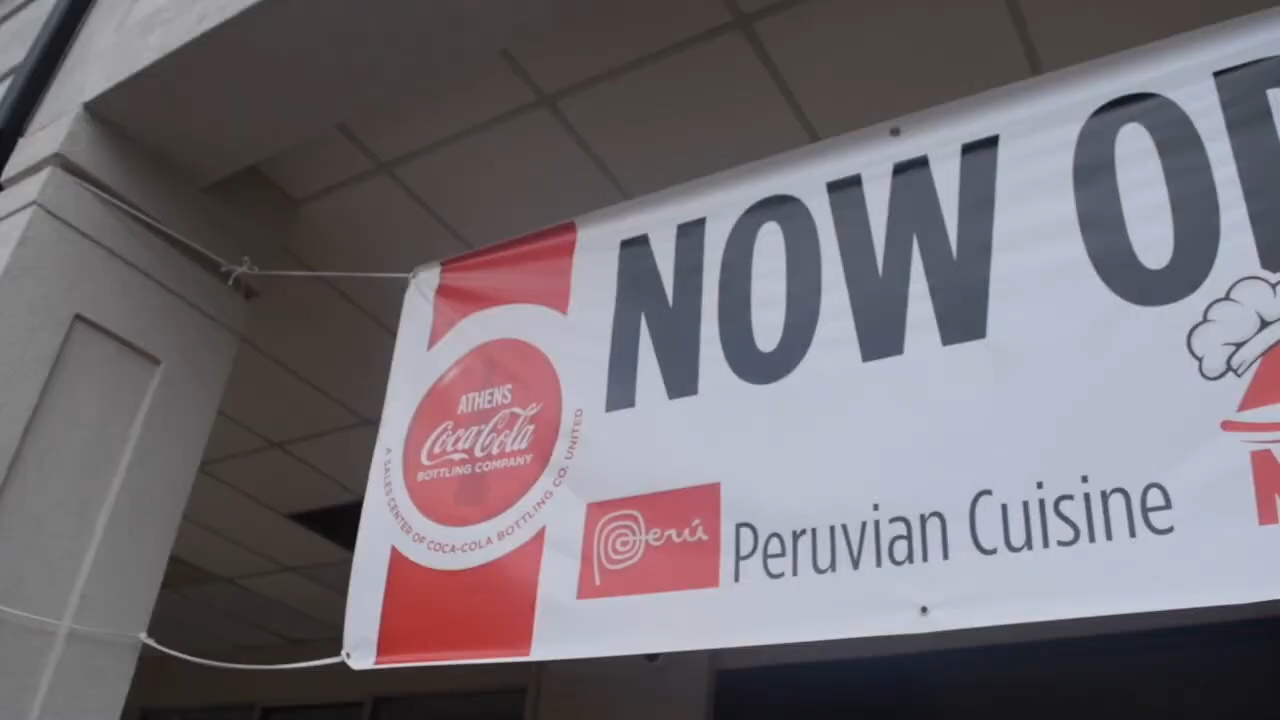 NOW
ATHENS
Coca-Cola
BOTTLING COMPANY
A SALES CENTER OF COCA-COLA BOTTLING CO. UNITED
Perú
Peruvian Cuisine